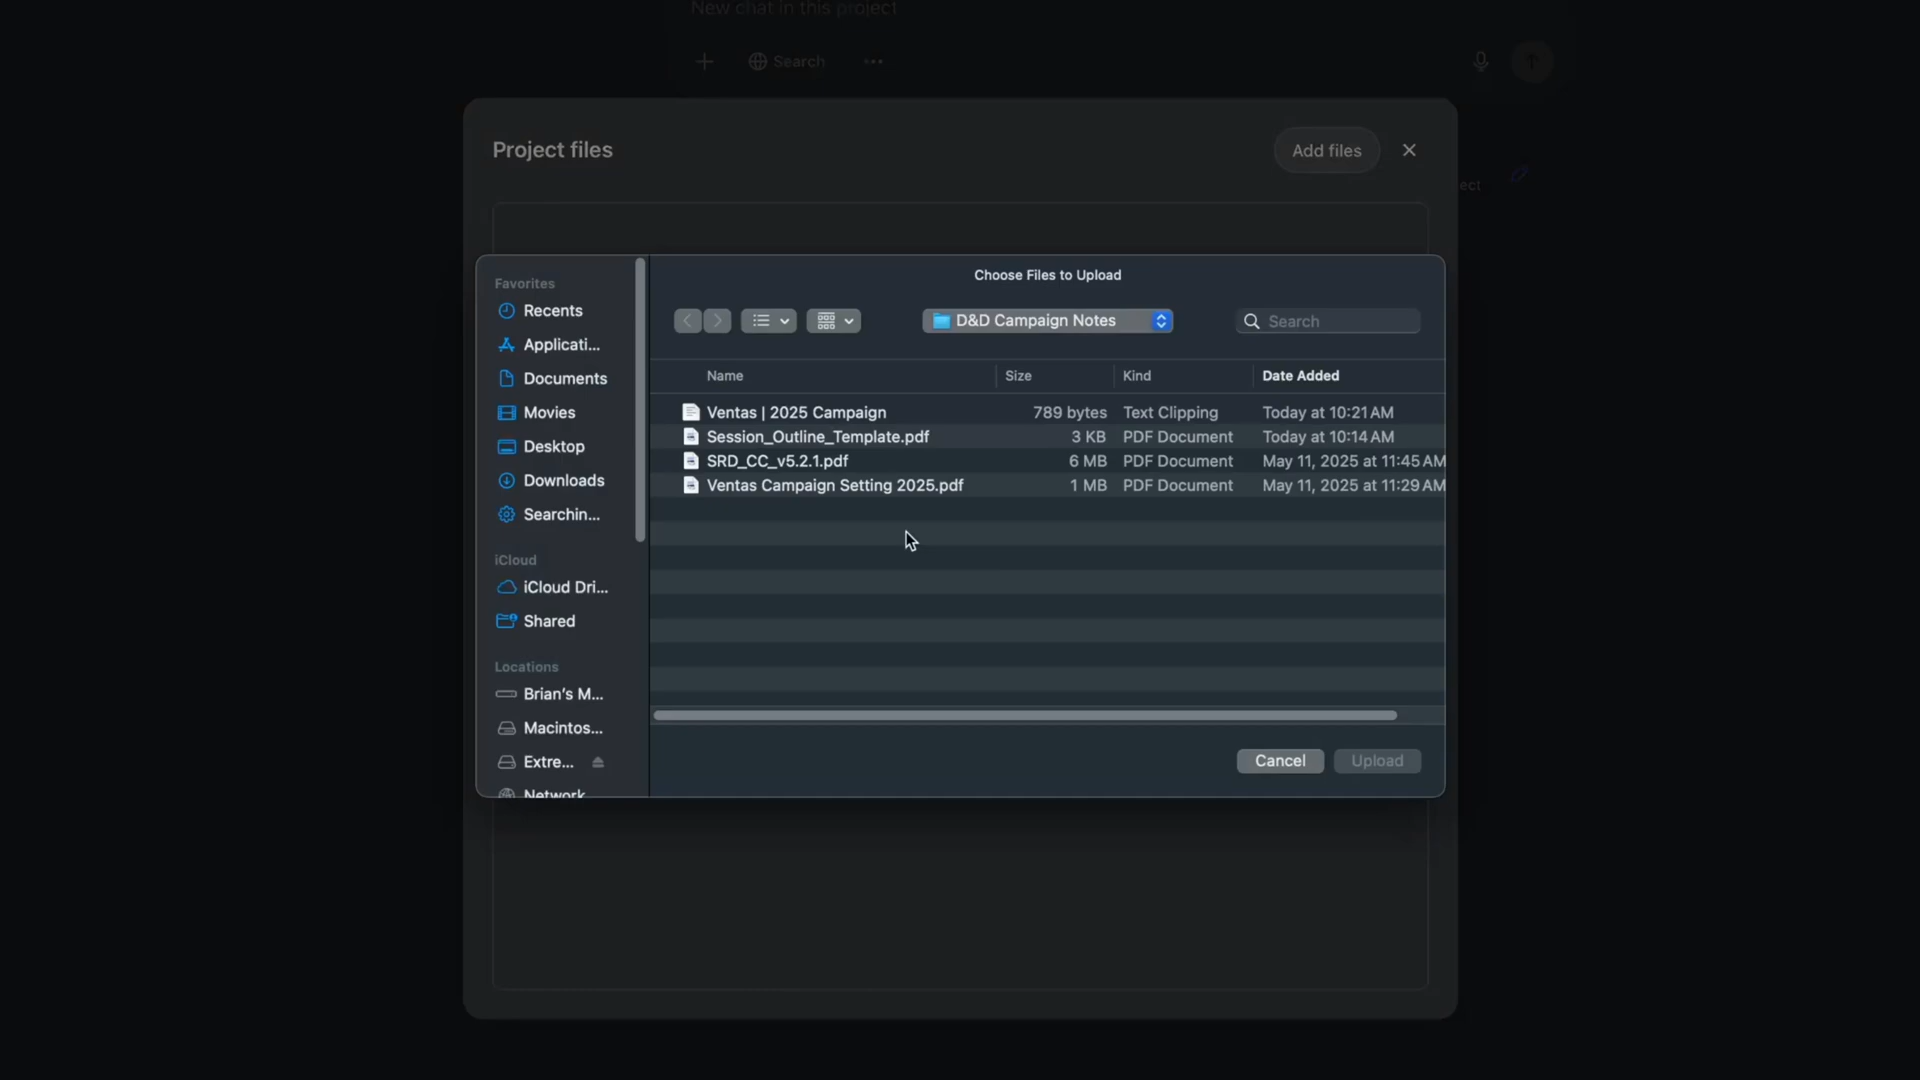 New chat in this project
Search
Project files
Add files
ect
Choose Files to Upload
Favorites
Recents
Applicati...
Documents
Movies
Desktop
Downloads
Searchin...
iCloud
iCloud Dri...
Shared
Locations
Brian's M...
Macintos...
Extre...
Network
D&D Campaign Notes
Search
Name Size Kind Date Added
Ventas | 2025 Campaign 789 bytes Text Clipping Today at 10:21 AM
Session_Outline_Template.pdf 3 KB PDF Document Today at 10:14 AM
SRD_CC_v5.2.1.pdf 6 MB PDF Document May 11, 2025 at 11:45 AM
Ventas Campaign Setting 2025.pdf 1 MB PDF Document May 11, 2025 at 11:29 AM
Cancel Upload